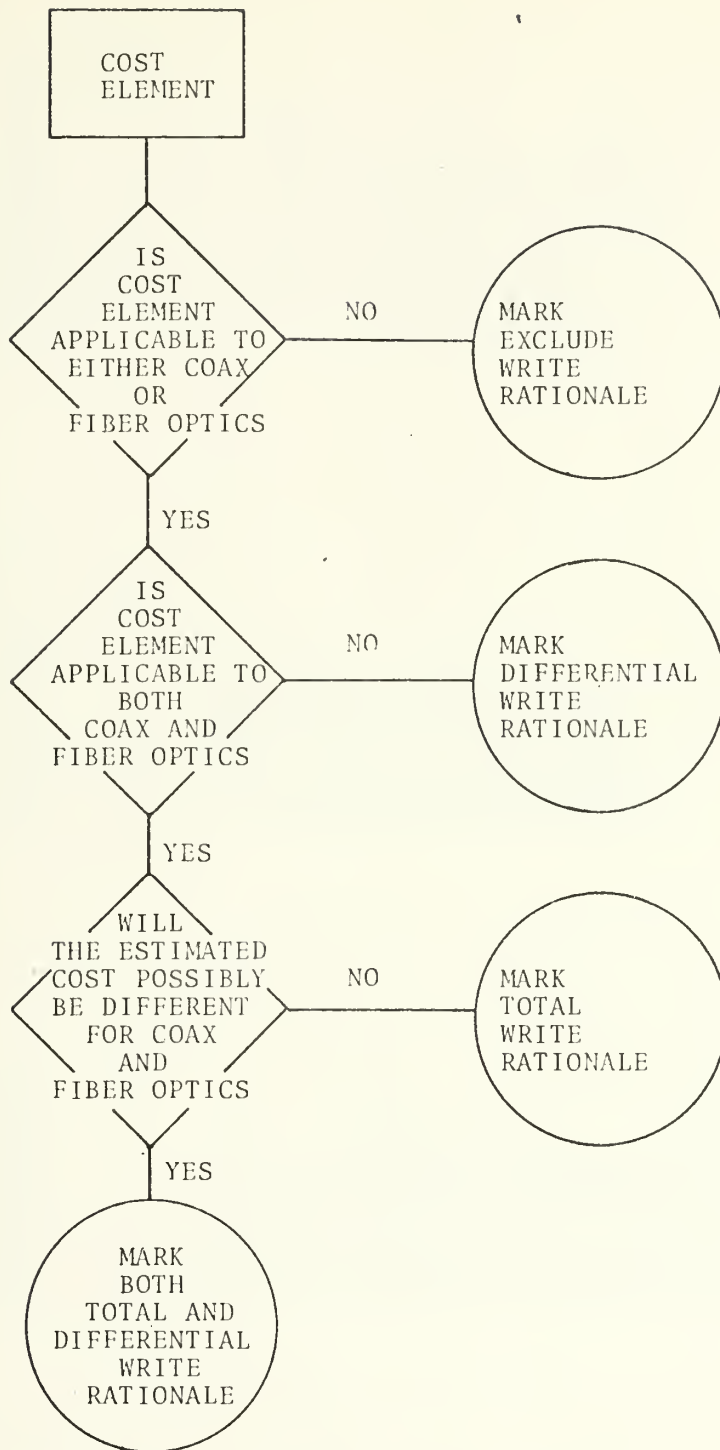 COST
ELEMENT
IS
COST
ELEMENT
APPLICABLE TO
EITHER COAX
OR
FIBER OPTICS
NO
MARK
EXCLUDE
WRITE
RATIONALE
YES
IS
COST
ELEMENT
APPLICABLE TO
BOTH
COAX AND
FIBER OPTICS
NO
MARK
DIFFERENTIAL
WRITE
RATIONALE
YES
WILL
THE ESTIMATED
COST POSSIBLY
BE DIFFERENT
FOR COAX
AND
FIBER OPTICS
NO
MARK
TOTAL
WRITE
RATIONALE
YES
MARK
BOTH
TOTAL AND
DIFFERENTIAL
WRITE
RATIONALE